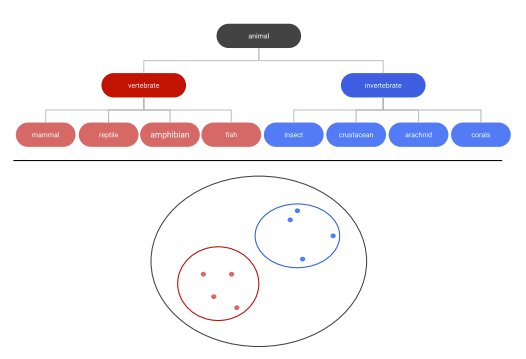 animal
vertebrate
invertebrate
mammal
reptile
amphibian
fish
insect
crustacean
arachnid
corals